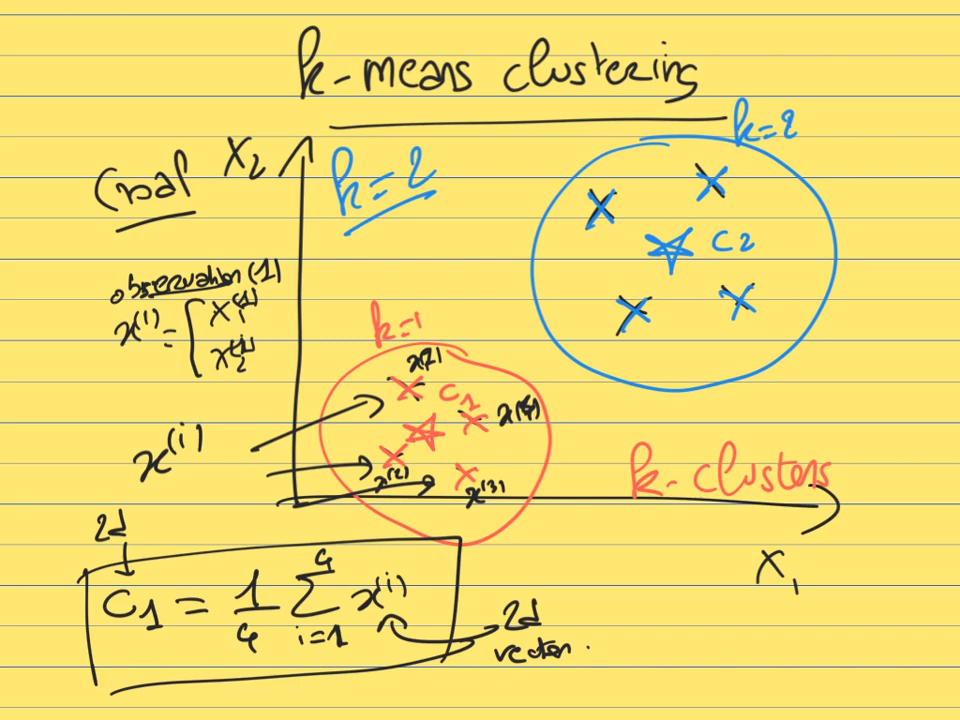 k-means clustering
Goal
X₂
k=2
k=2
C₂
observation (1)
x⁽¹⁾ = [ x₁⁽¹⁾
x₂⁽¹⁾
k=1
x⁽¹⁾
C₁
x⁽⁴⁾
x⁽ⁱ⁾
x⁽²⁾
x⁽³⁾
k-clusters
X₁
2d
C₁ = 1/4 Σ_{i=1}^{4} x⁽ⁱ⁾
2d
vector.